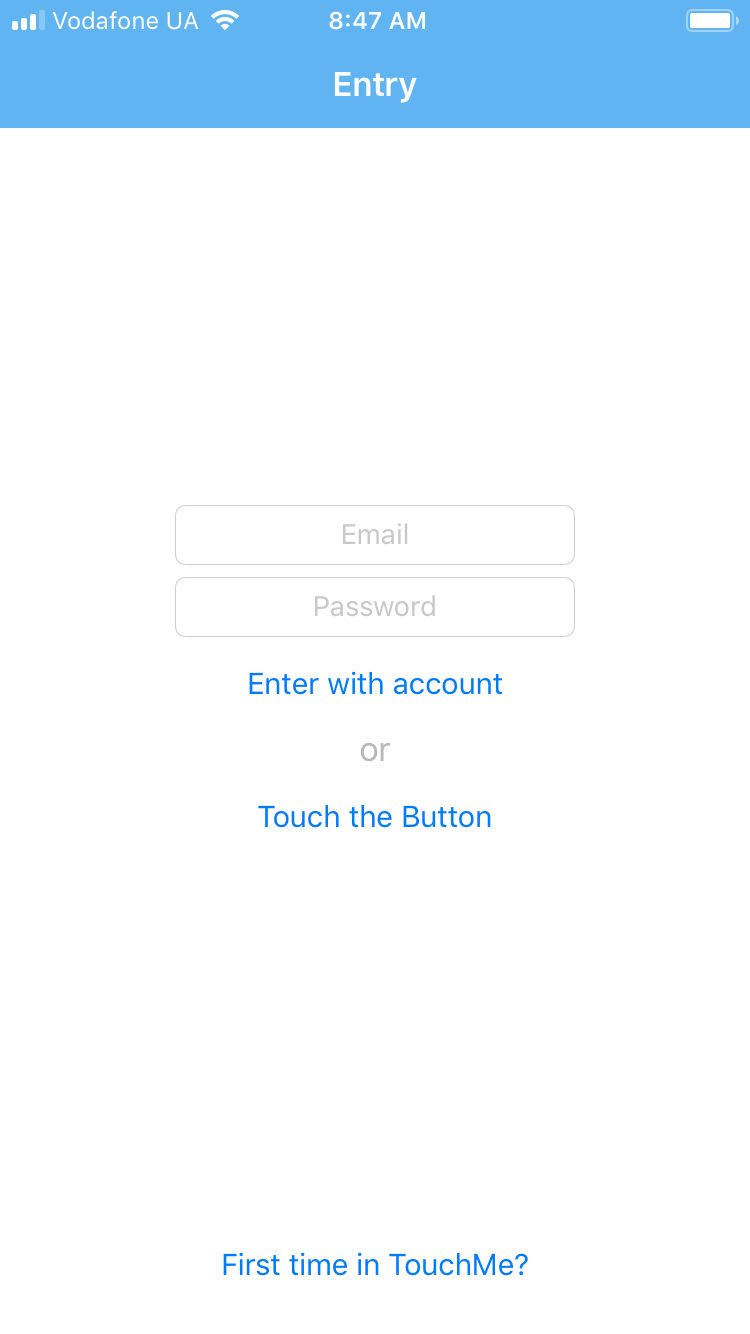 Vodafone UA 8:47 AM
Entry
Email
Password
Enter with account
or
Touch the Button
First time in TouchMe?